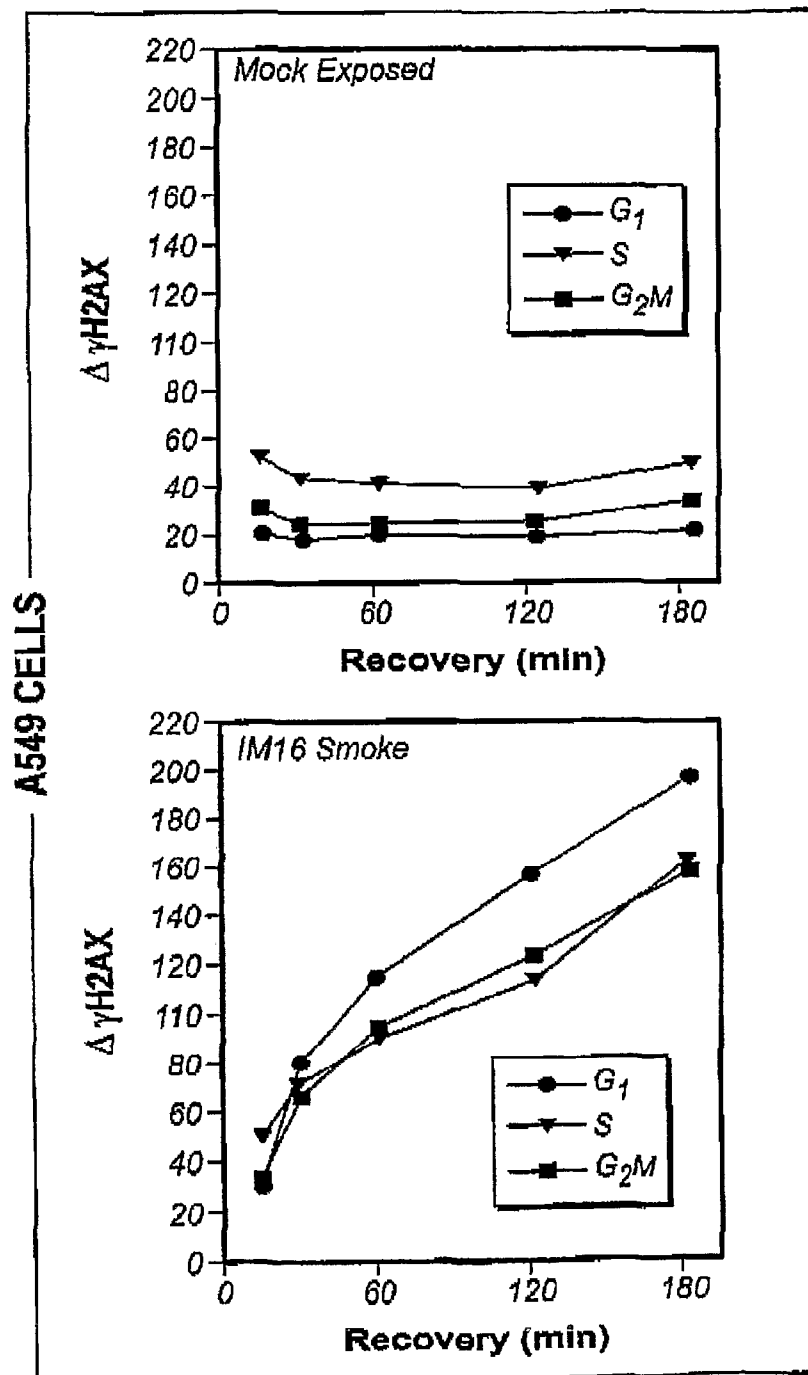 A549 CELLS
Mock Exposed
220
200
180
160
140
120
110
80
60
40
20
0
Δ γH2AX
G1
S
G2M
0 60 120 180
Recovery (min)
IM16 Smoke
220
200
180
160
140
120
110
80
60
40
20
0
Δ γH2AX
G1
S
G2M
0 60 120 180
Recovery (min)